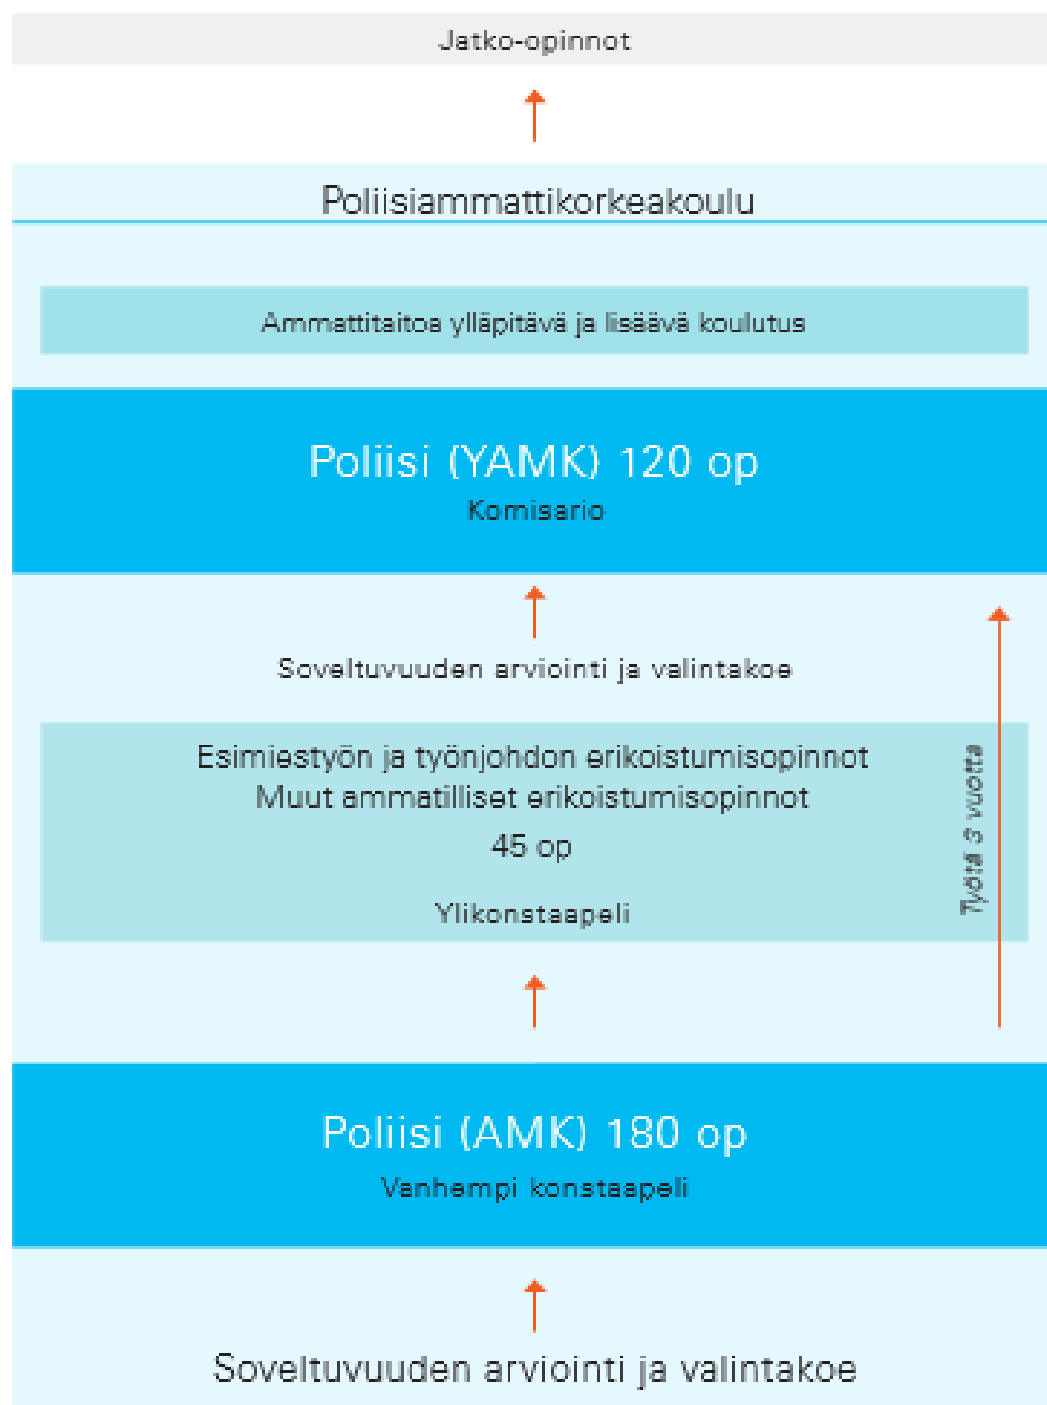 Jatko-opinnot
Poliisiammattikorkeakoulu
Ammattitaitoa ylläpitävä ja lisäävä koulutus
Poliisi (YAMK) 120 op
Komisario
Soveltuvuuden arviointi ja valintakoe
Esimiestyön ja työnjohdon erikoistumisopinnot
Muut ammatilliset erikoistumisopinnot
45 op
Ylikonstaapeli
Työtä 3 vuotta
Poliisi (AMK) 180 op
Vanhempi konstaapeli
Soveltuvuuden arviointi ja valintakoe